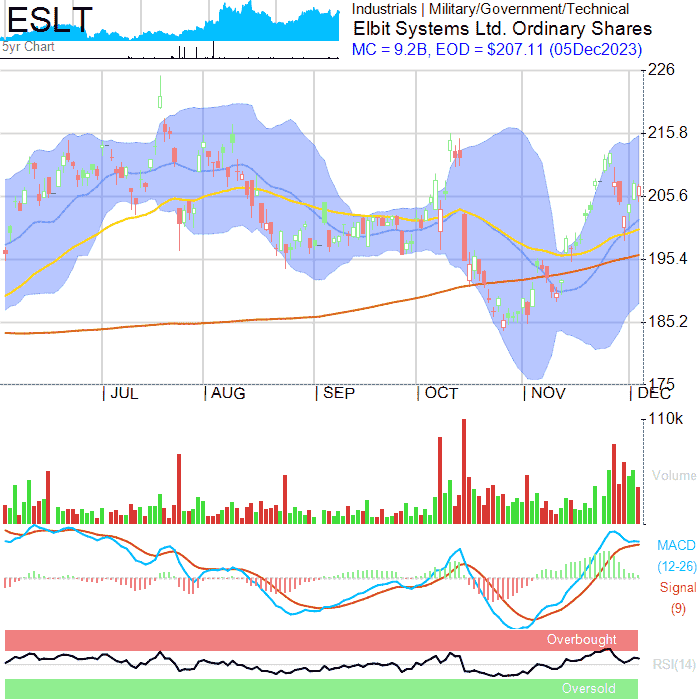 ESLT
5yr Chart
Industrials | Military/Government/Technical
Elbit Systems Ltd. Ordinary Shares
MC = 9.2B, EOD = $207.11 (05Dec2023)
226
215.8
205.6
195.4
185.2
175
JUL AUG SEP OCT NOV DEC
110k
Volume
MACD
(12-26)
Signal
(9)
Overbought
RSI(14)
Oversold